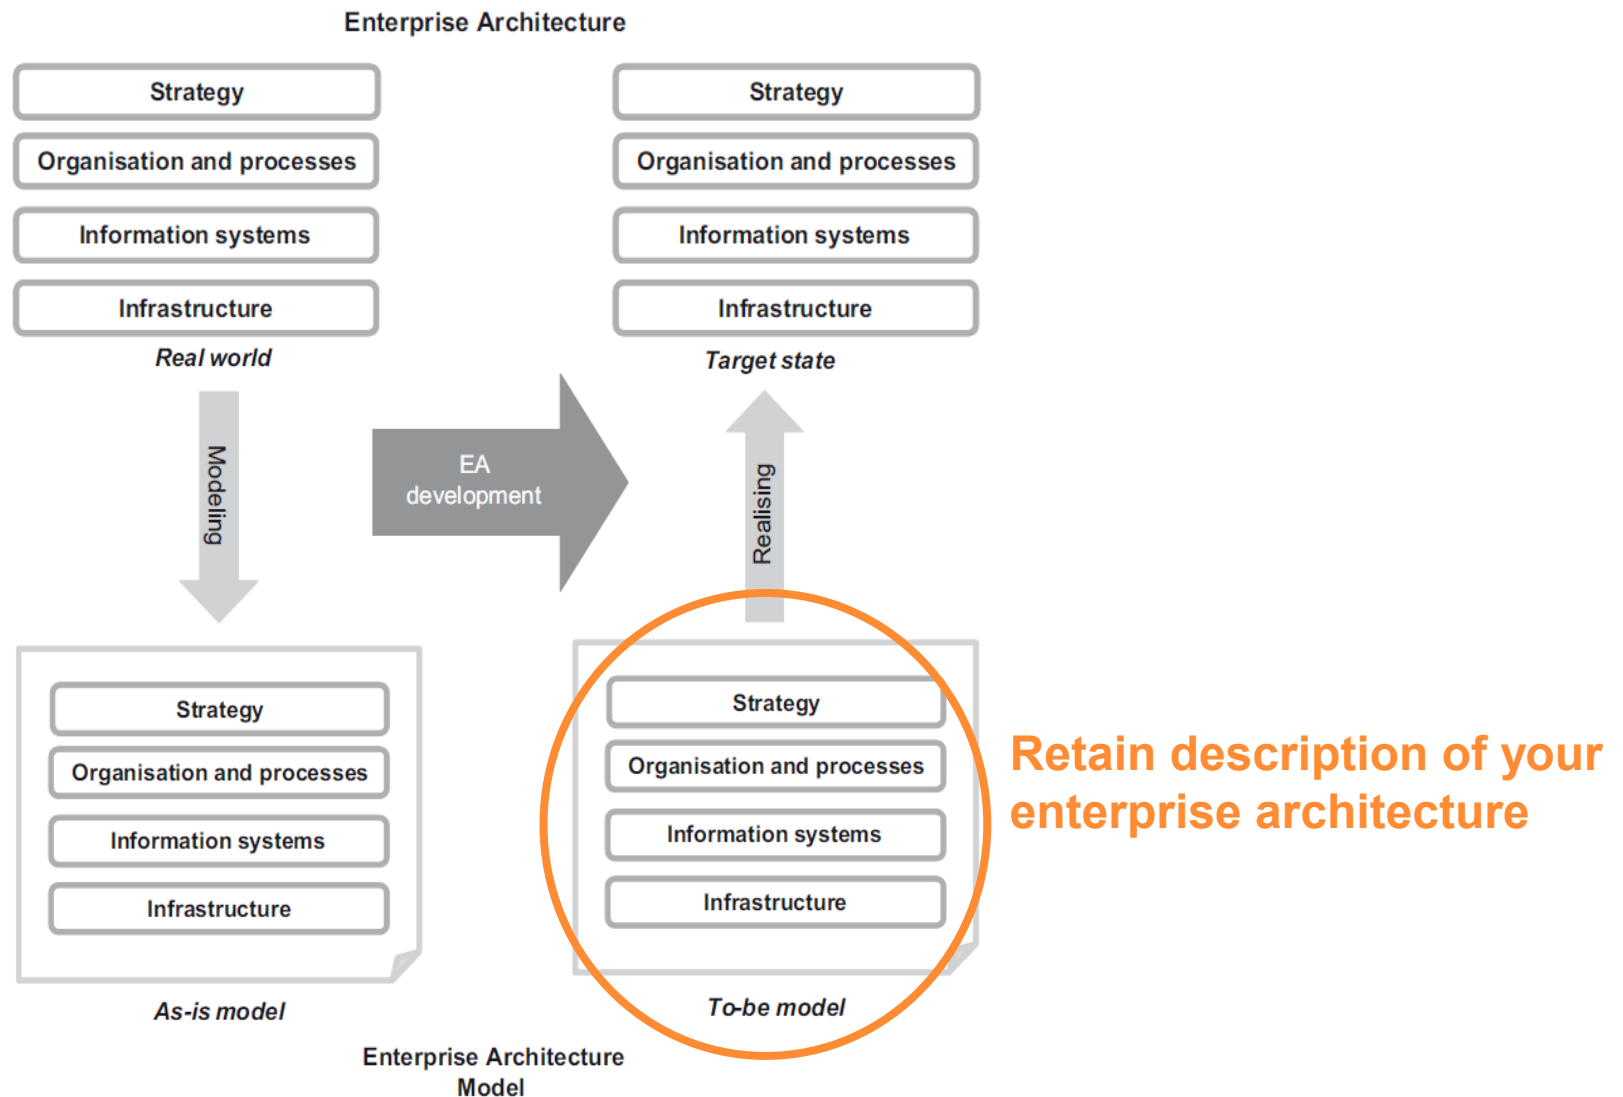 Enterprise Architecture
Strategy
Organisation and processes
Information systems
Infrastructure
Real world
Strategy
Organisation and processes
Information systems
Infrastructure
Target state
Modeling
EA
development
Realising
Strategy
Organisation and processes
Information systems
Infrastructure
As-is model
Strategy
Organisation and processes
Information systems
Infrastructure
To-be model
Retain description of your
enterprise architecture
Enterprise Architecture
Model